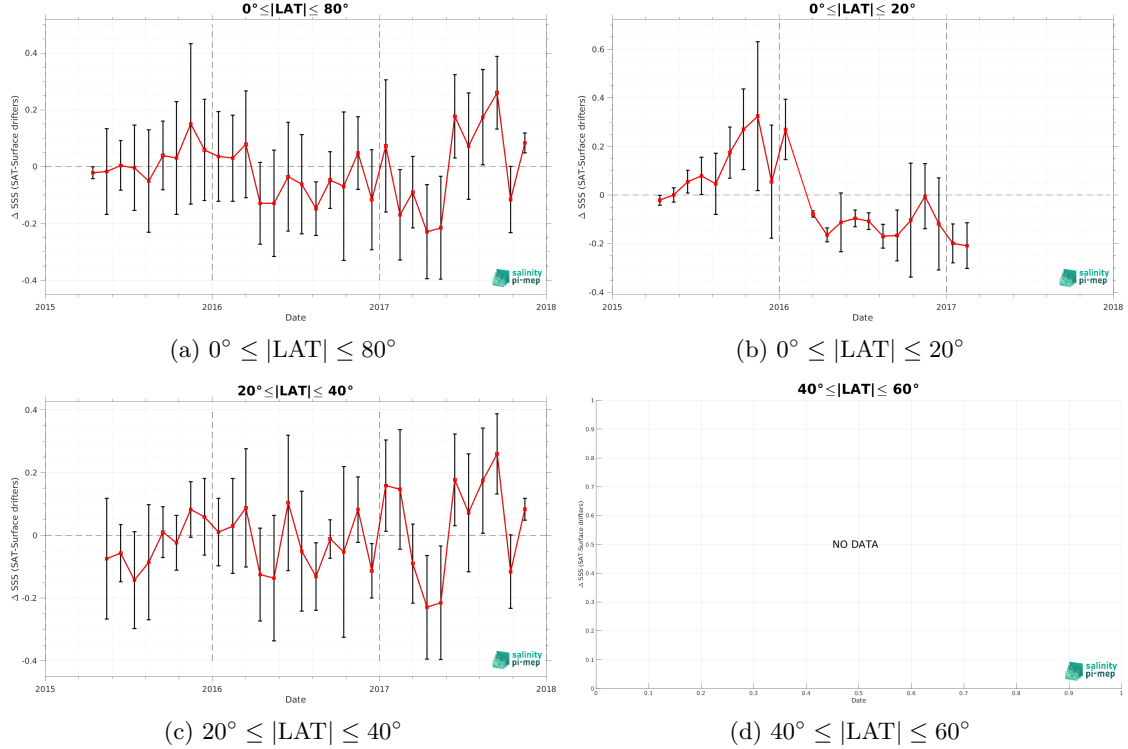 0°≤|LAT|≤ 80°
Δ SSS (SAT-Surface drifters)
0.4
0.2
0
-0.2
-0.4
2015 2016 2017 2018
Date
salinity
pi-mep
(a) 0° ≤ |LAT| ≤ 80°
0°≤|LAT|≤ 20°
Δ SSS (SAT-Surface drifters)
0.6
0.4
0.2
0
-0.2
-0.4
2015 2016 2017 2018
Date
salinity
pi-mep
(b) 0° ≤ |LAT| ≤ 20°
20°≤|LAT|≤ 40°
Δ SSS (SAT-Surface drifters)
0.4
0.2
0
-0.2
-0.4
2015 2016 2017 2018
Date
salinity
pi-mep
(c) 20° ≤ |LAT| ≤ 40°
40°≤|LAT|≤ 60°
Δ SSS (SAT-Surface drifters)
1
0.9
0.8
0.7
0.6
0.5
0.4
0.3
0.2
0.1
0
NO DATA
0 0.1 0.2 0.3 0.4 0.5 0.6 0.7 0.8 0.9 1
Date
salinity
pi-mep
(d) 40° ≤ |LAT| ≤ 60°